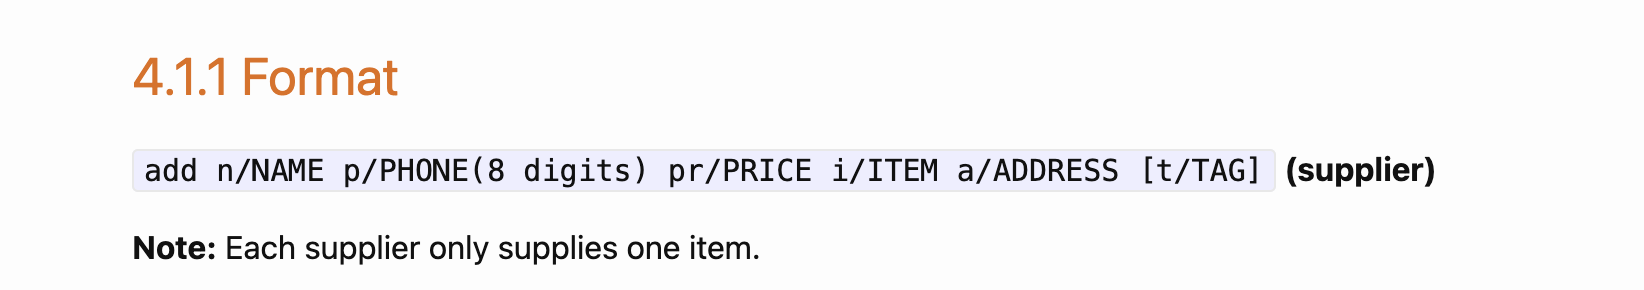 4.1.1 Format
add n/NAME p/PHONE(8 digits) pr/PRICE i/ITEM a/ADDRESS [t/TAG] (supplier)
Note: Each supplier only supplies one item.